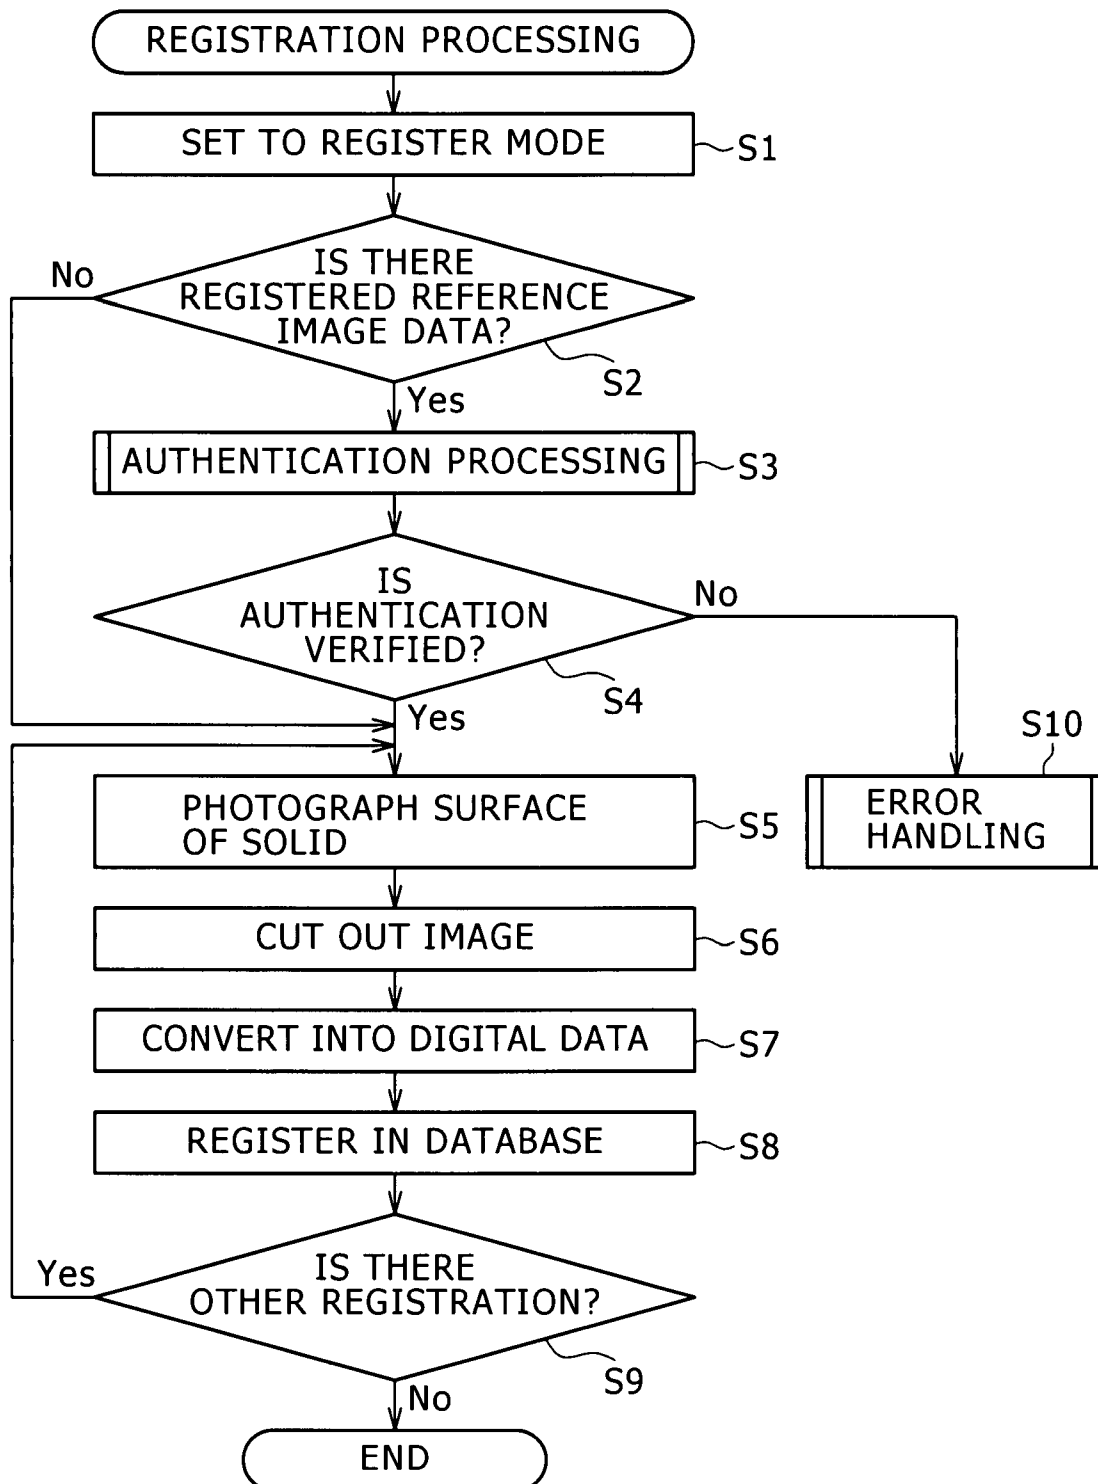 REGISTRATION PROCESSING
SET TO REGISTER MODE
S1
IS THERE
REGISTERED REFERENCE
IMAGE DATA?
No
S2
Yes
AUTHENTICATION PROCESSING
S3
IS
AUTHENTICATION
VERIFIED?
No
S4
Yes
S10
ERROR
HANDLING
PHOTOGRAPH SURFACE
OF SOLID
S5
CUT OUT IMAGE
S6
CONVERT INTO DIGITAL DATA
S7
REGISTER IN DATABASE
S8
IS THERE
OTHER REGISTRATION?
Yes
S9
No
END